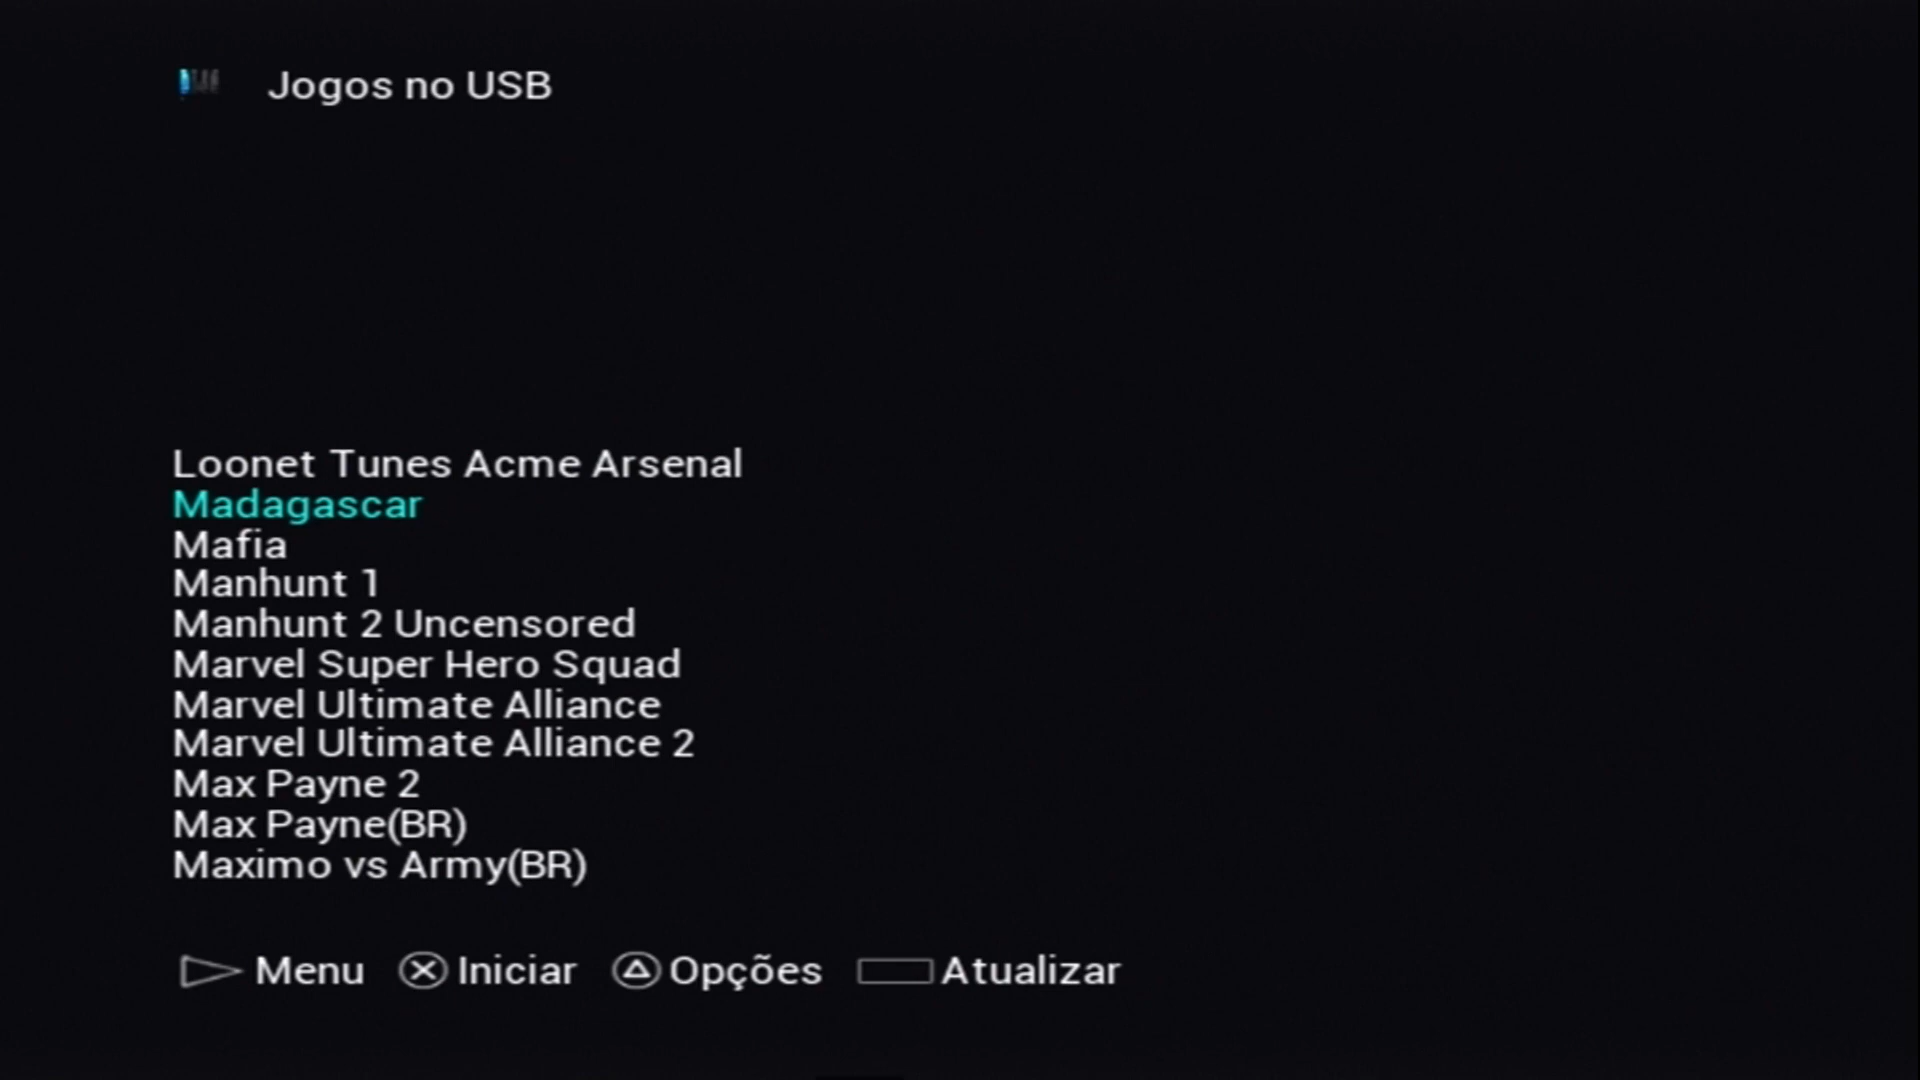 Jogos no USB
Loonet Tunes Acme Arsenal
Madagascar
Mafia
Manhunt 1
Manhunt 2 Uncensored
Marvel Super Hero Squad
Marvel Ultimate Alliance
Marvel Ultimate Alliance 2
Max Payne 2
Max Payne(BR)
Maximo vs Army(BR)
Menu Iniciar Opções Atualizar